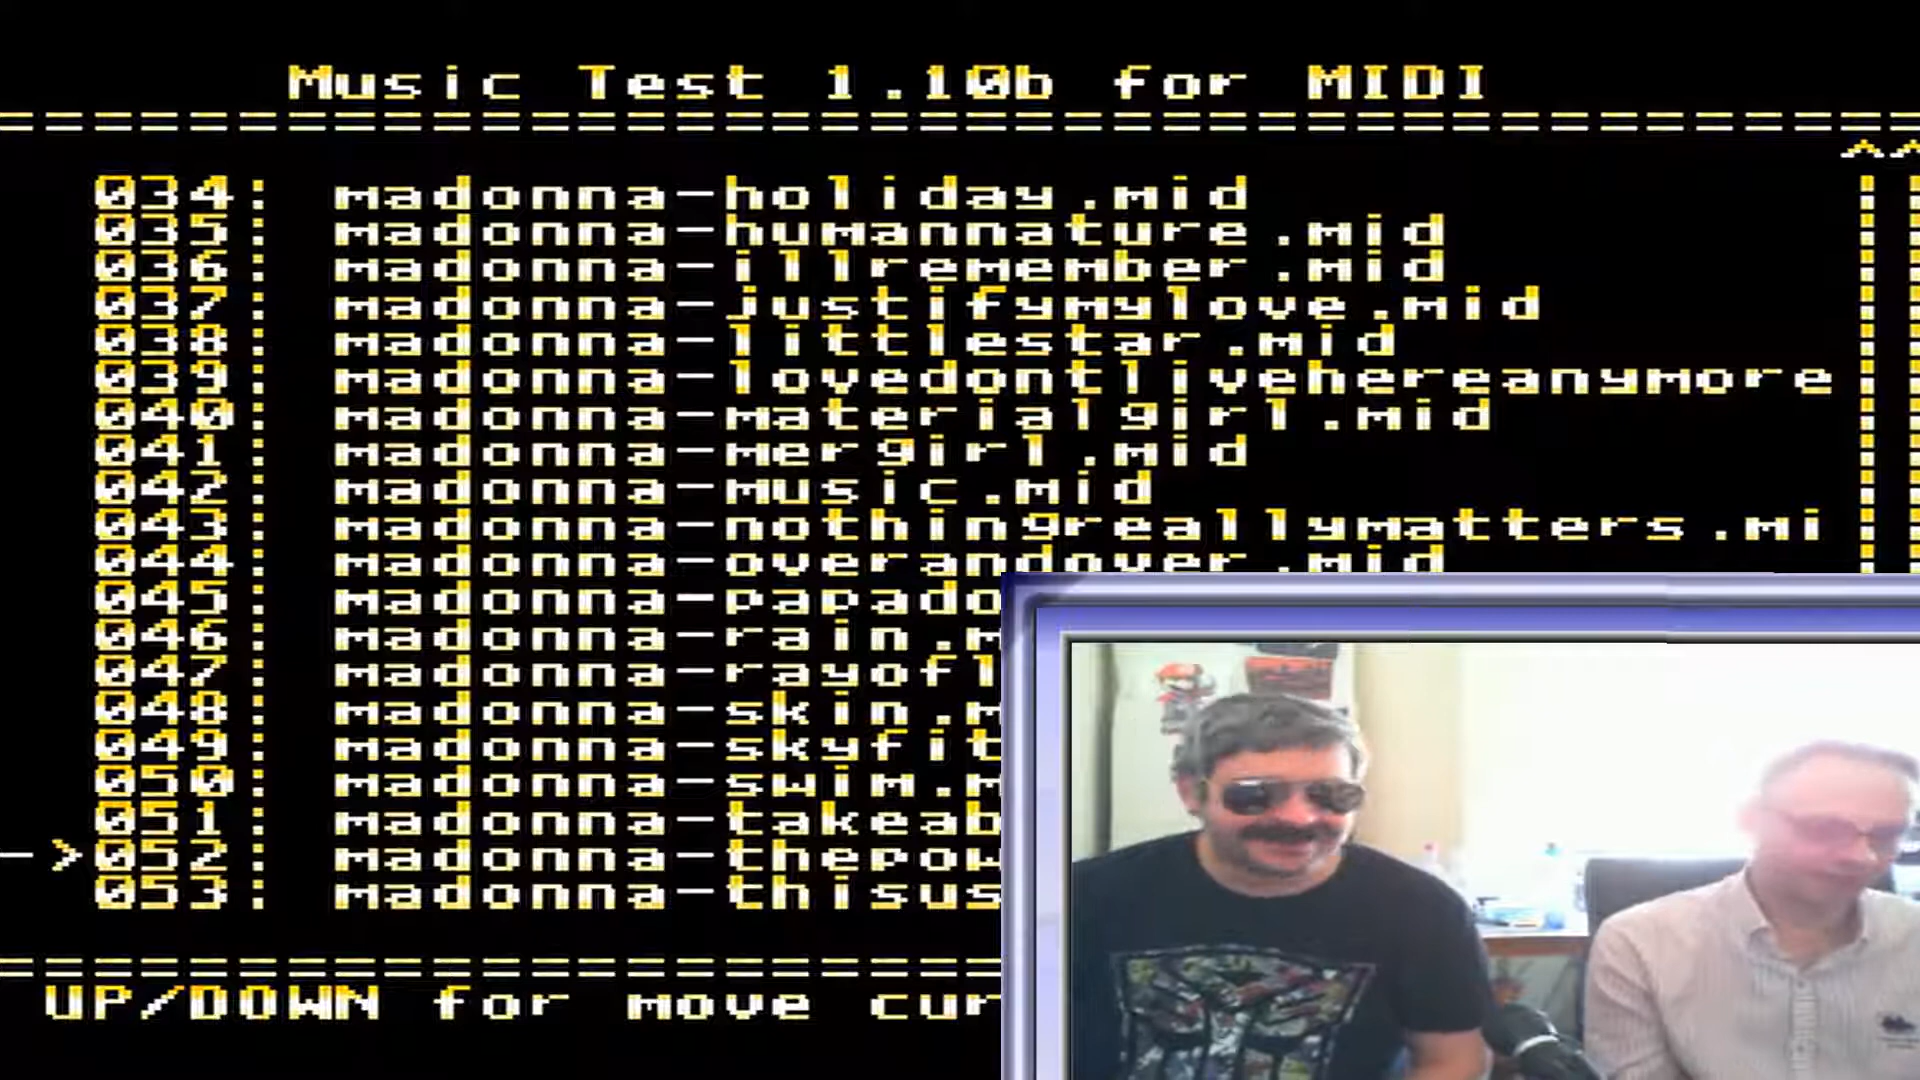 Music Test 1.10b for MIDI
034: madonna-holiday.mid
035: madonna-humannature.mid
036: madonna-illremember.mid
037: madonna-justifymylove.mid
038: madonna-littlestar.mid
039: madonna-lovedontlivehereanymore
040: madonna-materialgirl.mid
041: madonna-mergirl.mid
042: madonna-music.mid
043: madonna-nothingreallymatters.mi
044: madonna-overandover.mid
045: madonna-papado
046: madonna-rain.m
047: madonna-rayofl
048: madonna-skin.m
049: madonna-skyfit
050: madonna-swim.m
051: madonna-takeab
->052: madonna-thepow
053: madonna-thisus
UP/DOWN for move cur